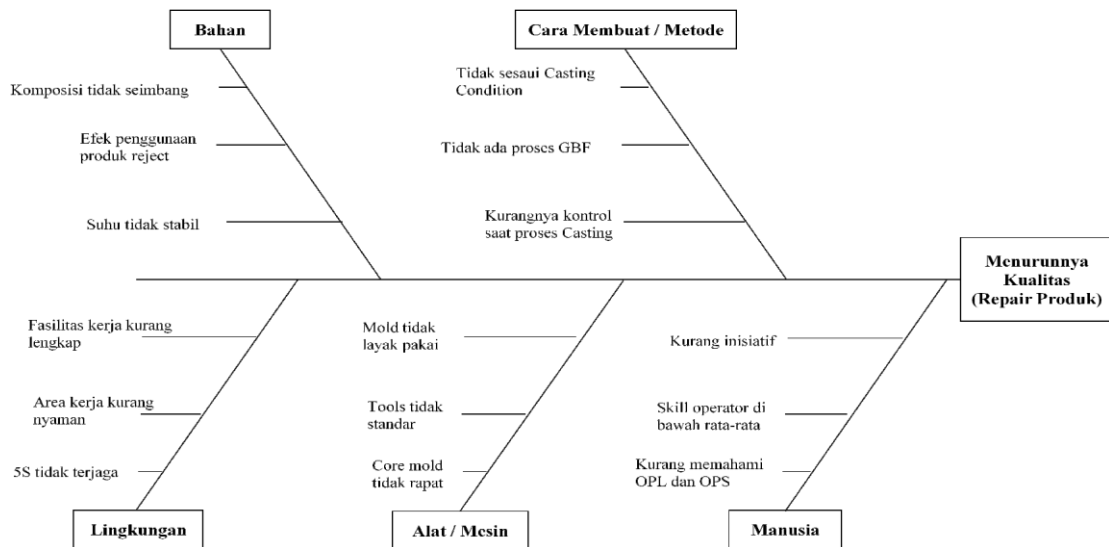 Bahan
Cara Membuat / Metode
Komposisi tidak seimbang
Efek penggunaan
produk reject
Suhu tidak stabil
Tidak sesaui Casting
Condition
Tidak ada proses GBF
Kurangnya kontrol
saat proses Casting
Menurunnya
Kualitas
(Repair Produk)
Fasilitas kerja kurang
lengkap
Area kerja kurang
nyaman
5S tidak terjaga
Mold tidak
layak pakai
Tools tidak
standar
Core mold
tidak rapat
Kurang inisiatif
Skill operator di
bawah rata-rata
Kurang memahami
OPL dan OPS
Lingkungan
Alat / Mesin
Manusia